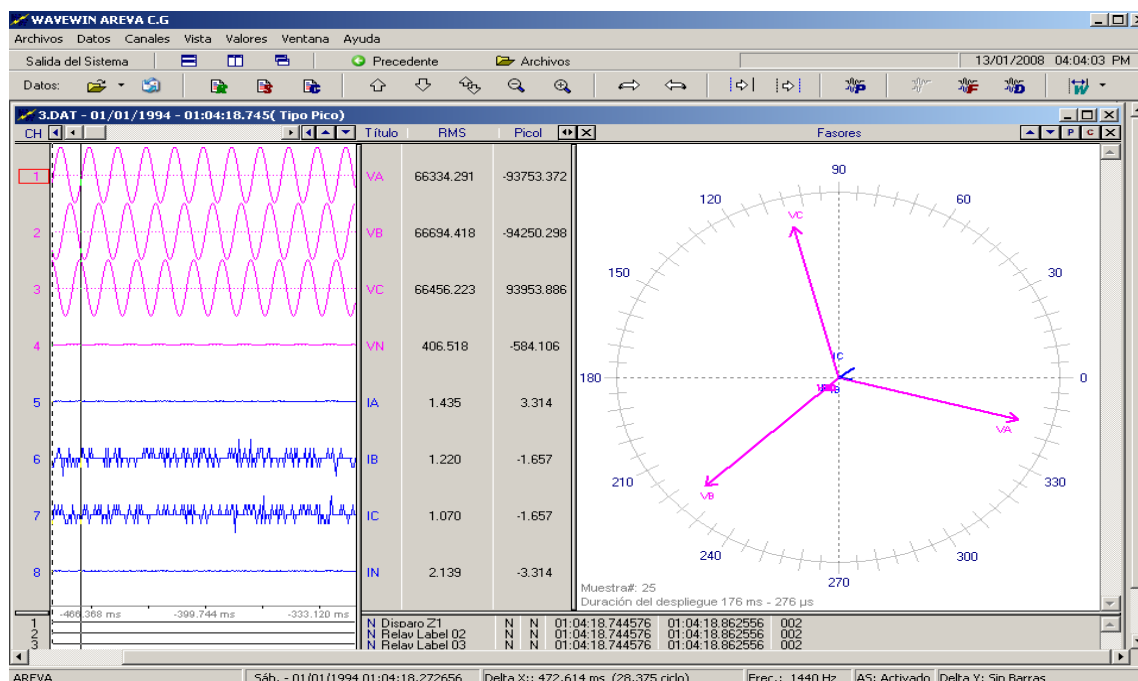 WAVEWIN AREVA C.G
Archivos Datos Canales Vista Valores Ventana Ayuda
Salida del Sistema Precedente Archivos 13/01/2008 04:04:03 PM
Datos:
3.DAT - 01/01/1994 - 01:04:18.745( Tipo Pico)
CH Título RMS PicoI Fasores P C
1 VA 66334.291 -93753.372
2 VB 66694.418 -94250.298
3 VC 66456.223 93953.886
4 VN 406.518 -584.106
5 IA 1.435 3.314
6 IB 1.220 -1.657
7 IC 1.070 -1.657
8 IN 2.139 -3.314
-466.368 ms -399.744 ms -333.120 ms
90
120 60
VC
150 30
IC
180 0
VA
210 330
VB
240 300
270
Muestra#: 25
Duración del despliegue 176 ms - 276 µs
1 N Disparo Z1 N N 01:04:18.744576 01:04:18.862556 002
2 N Relay Label 02 N N 01:04:18.744576 01:04:18.862556 002
3 N Relay Label 03 N N 01:04:18.744576 01:04:18.862556 002
AREVA Sáb. - 01/01/1994 01:04:18.272656 Delta X:: 472.614 ms (28.375 ciclo) Frec.: 1440 Hz AS: Activado Delta Y: Sin Barras